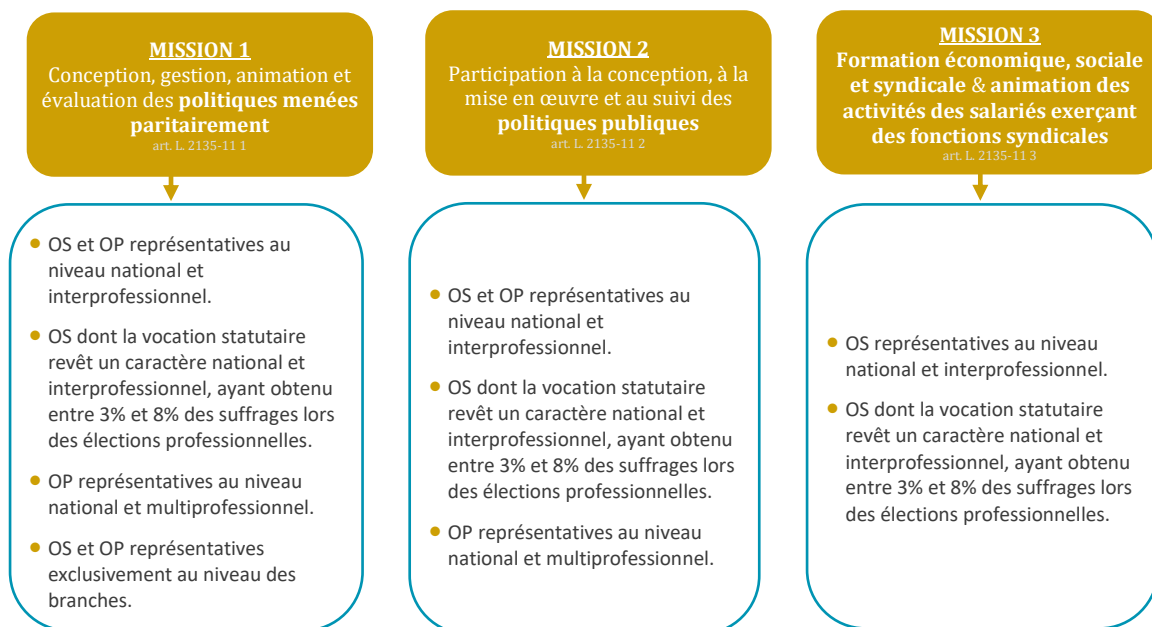 MISSION 1
Conception, gestion, animation et
évaluation des politiques menées
paritairement
art. L. 2135-11 1
• OS et OP représentatives au
niveau national et
interprofessionnel.
• OS dont la vocation statutaire
revêt un caractère national et
interprofessionnel, ayant obtenu
entre 3% et 8% des suffrages lors
des élections professionnelles.
• OP représentatives au niveau
national et multiprofessionnel.
• OS et OP représentatives
exclusivement au niveau des
branches.
MISSION 2
Participation à la conception, à la
mise en œuvre et au suivi des
politiques publiques
art. L. 2135-11 2
• OS et OP représentatives au
niveau national et
interprofessionnel.
• OS dont la vocation statutaire
revêt un caractère national et
interprofessionnel, ayant obtenu
entre 3% et 8% des suffrages lors
des élections professionnelles.
• OP représentatives au niveau
national et multiprofessionnel.
MISSION 3
Formation économique, sociale
et syndicale & animation des
activités des salariés exerçant
des fonctions syndicales
art. L. 2135-11 3
• OS représentatives au niveau
national et interprofessionnel.
• OS dont la vocation statutaire
revêt un caractère national et
interprofessionnel, ayant obtenu
entre 3% et 8% des suffrages lors
des élections professionnelles.